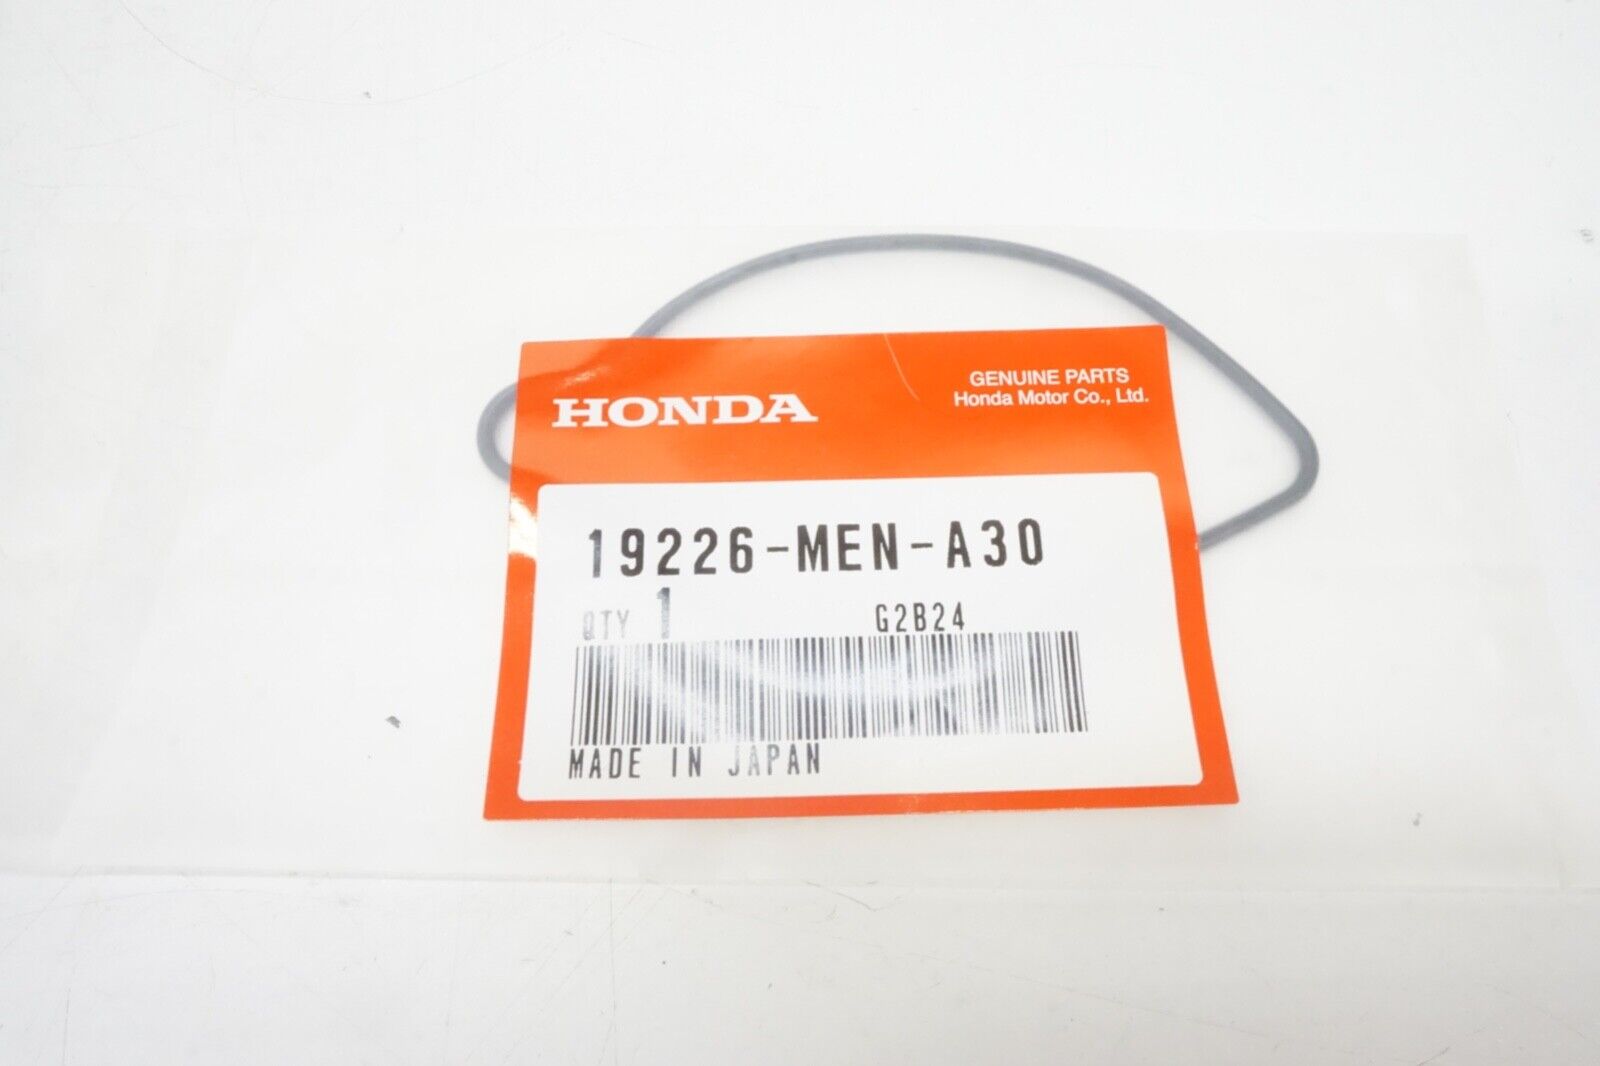 HONDA
GENUINE PARTS
Honda Motor Co., Ltd.
19226-MEN-A30
QTY 1 G2B24
MADE IN JAPAN